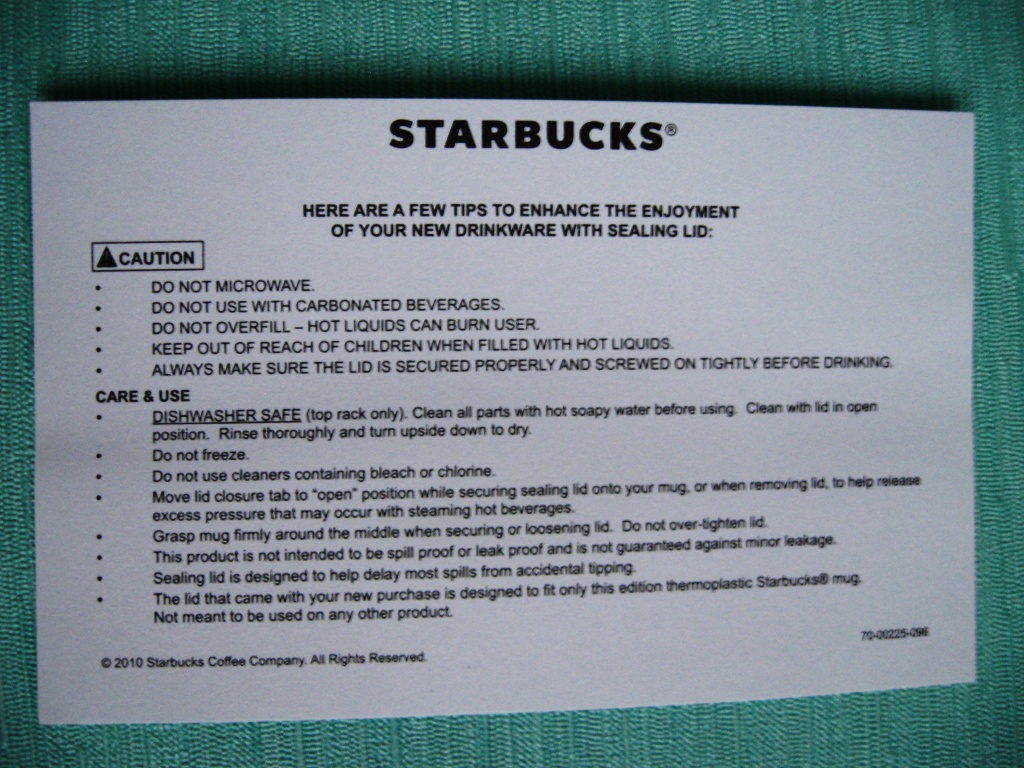 STARBUCKS®
HERE ARE A FEW TIPS TO ENHANCE THE ENJOYMENT
OF YOUR NEW DRINKWARE WITH SEALING LID:
CAUTION
• DO NOT MICROWAVE.
• DO NOT USE WITH CARBONATED BEVERAGES.
• DO NOT OVERFILL – HOT LIQUIDS CAN BURN USER.
• KEEP OUT OF REACH OF CHILDREN WHEN FILLED WITH HOT LIQUIDS.
• ALWAYS MAKE SURE THE LID IS SECURED PROPERLY AND SCREWED ON TIGHTLY BEFORE DRINKING.
CARE & USE
• DISHWASHER SAFE (top rack only). Clean all parts with hot soapy water before using. Clean with lid in open
position. Rinse thoroughly and turn upside down to dry.
• Do not freeze.
• Do not use cleaners containing bleach or chlorine.
• Move lid closure tab to “open” position while securing sealing lid onto your mug, or when removing lid, to help release
excess pressure that may occur with steaming hot beverages.
• Grasp mug firmly around the middle when securing or loosening lid. Do not over-tighten lid.
• This product is not intended to be spill proof or leak proof and is not guaranteed against minor leakage.
• Sealing lid is designed to help delay most spills from accidental tipping.
• The lid that came with your new purchase is designed to fit only this edition thermoplastic Starbucks® mug.
Not meant to be used on any other product.
70-00225-096
© 2010 Starbucks Coffee Company. All Rights Reserved.